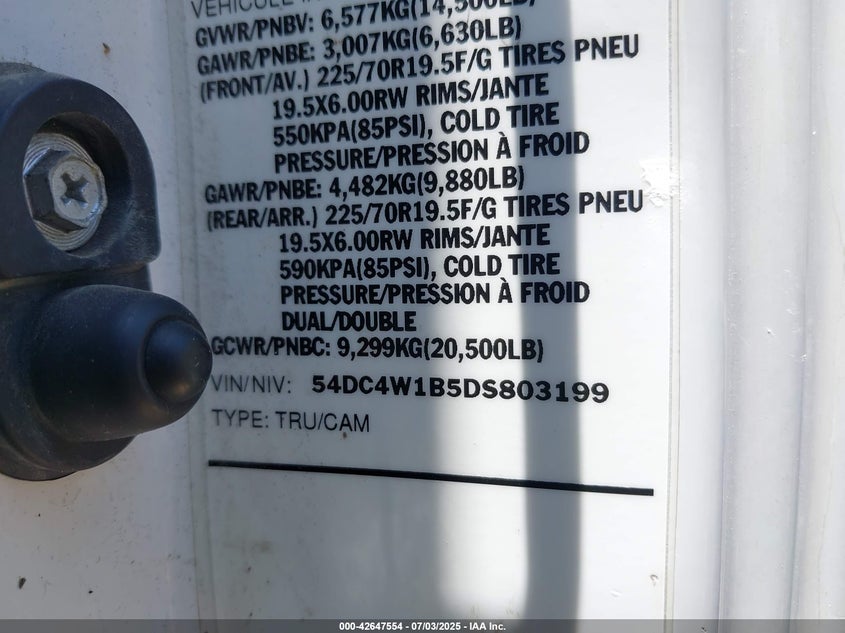 VEHICULE
GVWR/PNBV: 6,577KG(14,500LB)
GAWR/PNBE: 3,007KG(6,630LB)
(FRONT/AV.) 225/70R19.5F/G TIRES PNEU
19.5X6.00RW RIMS/JANTE
550KPA(85PSI), COLD TIRE
PRESSURE/PRESSION À FROID
GAWR/PNBE: 4,482KG(9,880LB)
(REAR/ARR.) 225/70R19.5F/G TIRES PNEU
19.5X6.00RW RIMS/JANTE
590KPA(85PSI), COLD TIRE
PRESSURE/PRESSION À FROID
DUAL/DOUBLE
GCWR/PNBC: 9,299KG(20,500LB)
VIN/NIV: 54DC4W1B5DS803199
TYPE: TRU/CAM
000-42647554 - 07/03/2025 - IAA Inc.